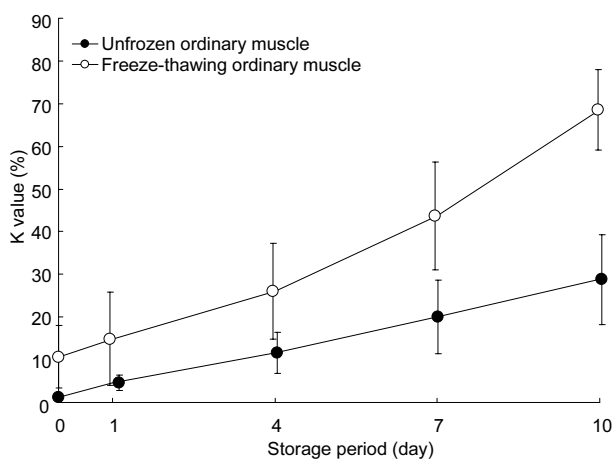 90
80
70
60
50
40
30
20
10
0
K value (%)
Unfrozen ordinary muscle
Freeze-thawing ordinary muscle
0 1 4 7 10
Storage period (day)